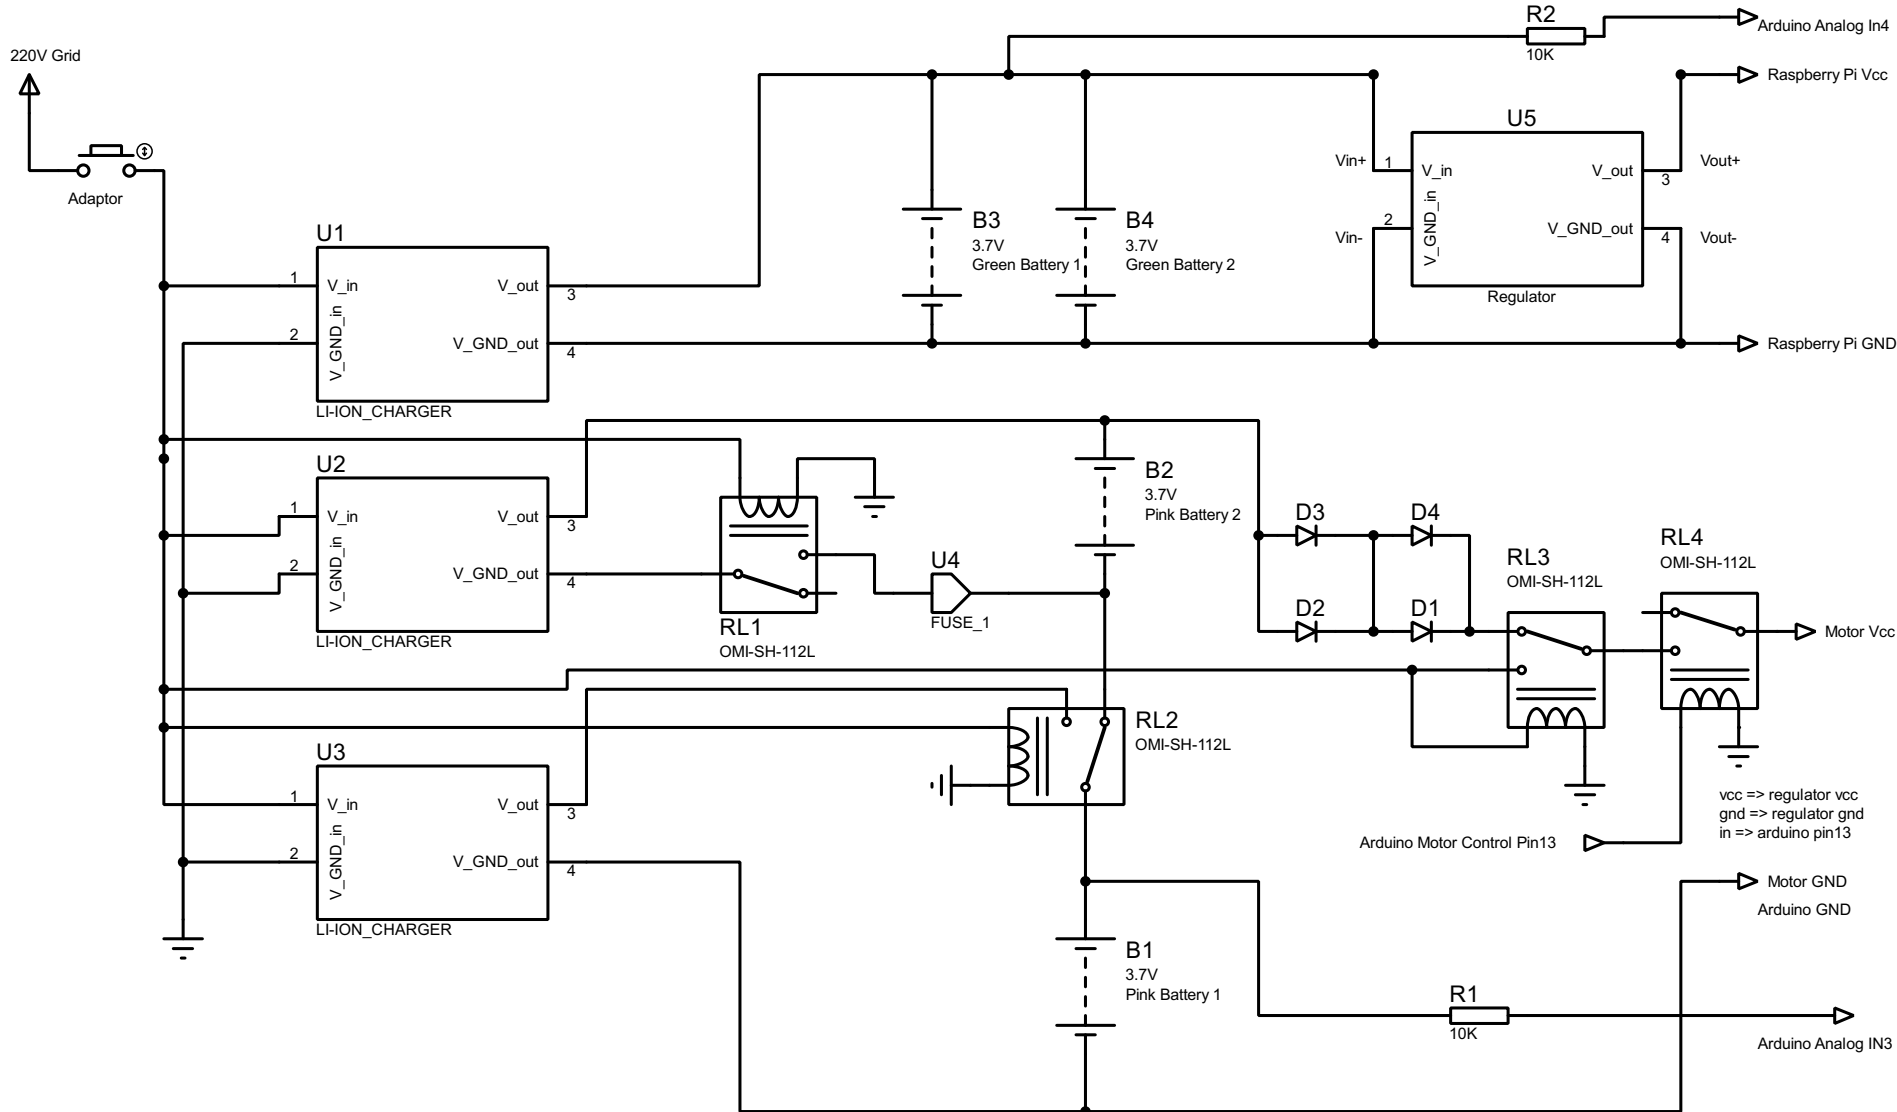 R2
10K
Arduino Analog In4
220V Grid
Raspberry Pi Vcc
Adaptor
U5
Vin+
1
V_in
V_out
3
Vout+
Vin-
2
V_GND_in
V_GND_out
4
Vout-
Regulator
B3
3.7V
Green Battery 1
B4
3.7V
Green Battery 2
U1
1
V_in
V_out
3
2
V_GND_in
V_GND_out
4
LI-ION_CHARGER
Raspberry Pi GND
U2
1
V_in
V_out
3
2
V_GND_in
V_GND_out
4
LI-ION_CHARGER
RL1
OMI-SH-112L
U4
FUSE_1
B2
3.7V
Pink Battery 2
D3
D4
D2
D1
RL3
OMI-SH-112L
RL4
OMI-SH-112L
Motor Vcc
RL2
OMI-SH-112L
U3
1
V_in
V_out
3
2
V_GND_in
V_GND_out
4
LI-ION_CHARGER
vcc => regulator vcc
gnd => regulator gnd
in => arduino pin13
Arduino Motor Control Pin13
Motor GND
Arduino GND
B1
3.7V
Pink Battery 1
R1
10K
Arduino Analog IN3